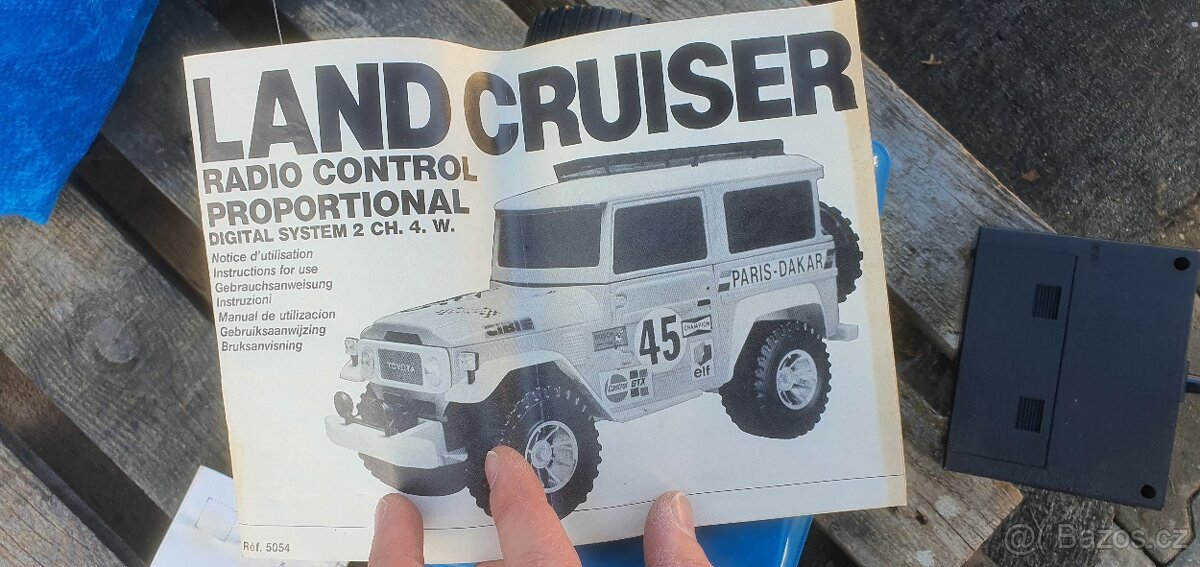 LAND CRUISER
RADIO CONTROL
PROPORTIONAL
DIGITAL SYSTEM 2 CH. 4. W.
Notice d'utilisation
Instructions for use
Gebrauchsanweisung
Instruzioni
Manual de utilizacion
Gebruiksaanwijzing
Bruksanvisning
PARIS-DAKAR
CIBIE
45
CHAMPION
elf
Castrol GTX
TOYOTA
Réf. 5054
@ Bazos.cz